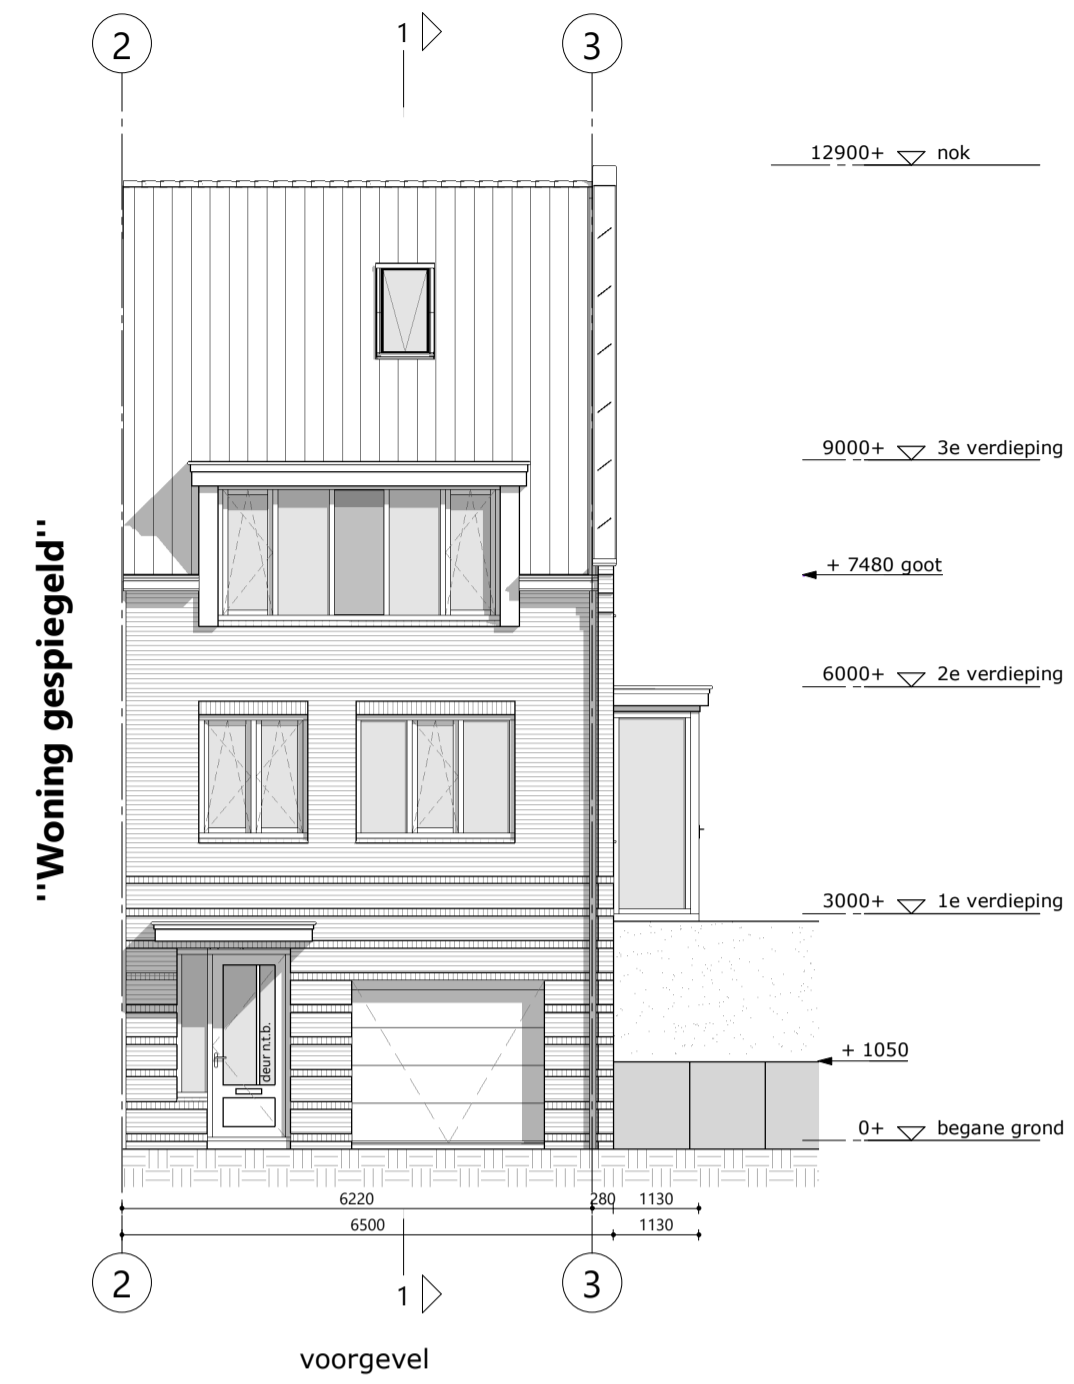 2
1
3
12900+ nok
9000+ 3e verdieping
+ 7480 goot
6000+ 2e verdieping
"Woning gespiegeld"
3000+ 1e verdieping
deur n.t.b.
+ 1050
0+ begane grond
6220 280 1130
6500 1130
2
1
3
voorgevel